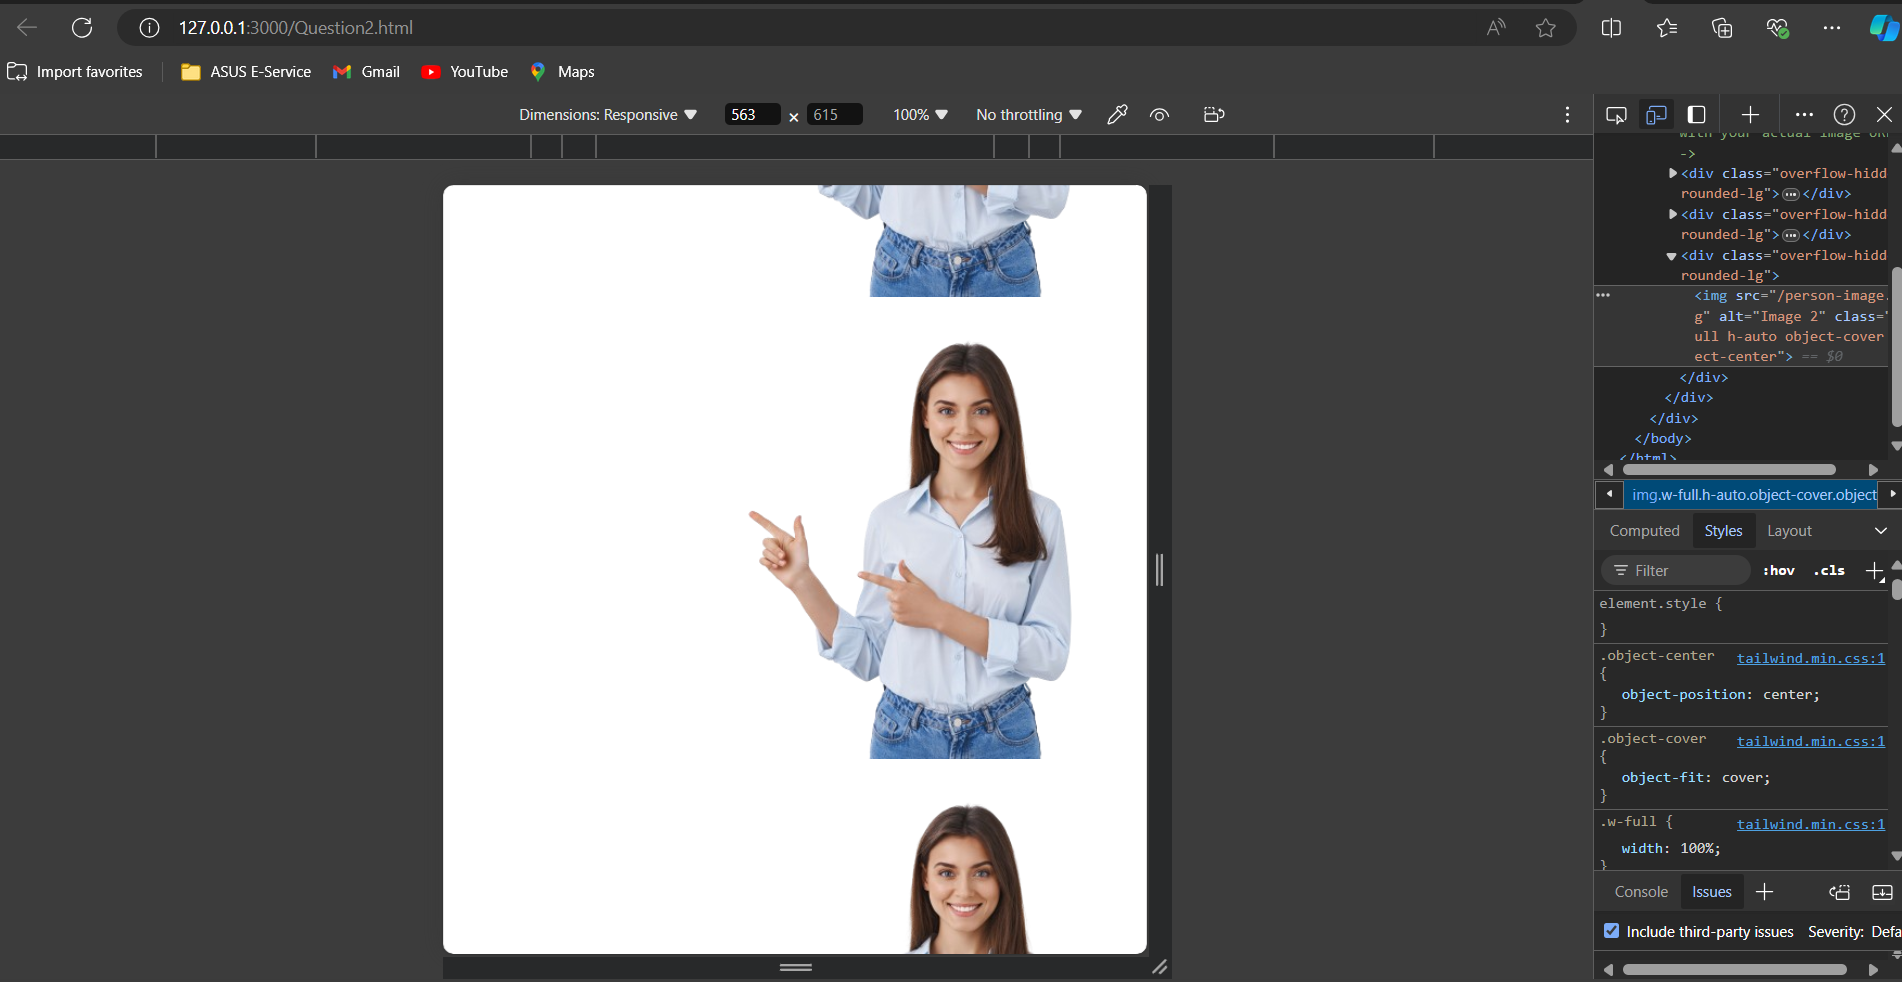 127.0.0.1:3000/Question2.html
Import favorites
ASUS E-Service
Gmail
YouTube
Maps
Dimensions: Responsive
563 × 615
100%
No throttling
with your actual image
->
<div class="overflow-hidd
rounded-lg"> ••• </div>
<div class="overflow-hidd
rounded-lg"> ••• </div>
<div class="overflow-hidd
rounded-lg">
<img src="/person-image.
g" alt="Image 2" class="
ull h-auto object-cover
ect-center"> == $0
</div>
</div>
</div>
</body>
</html>
img.w-full.h-auto.object-cover.object
Computed
Styles
Layout
Filter
:hov
.cls
element.style {
}
.object-center
tailwind.min.css:1
{
object-position: center;
}
.object-cover
tailwind.min.css:1
{
object-fit: cover;
}
.w-full {
tailwind.min.css:1
width: 100%;
}
Console
Issues
Include third-party issues
Severity: Defa